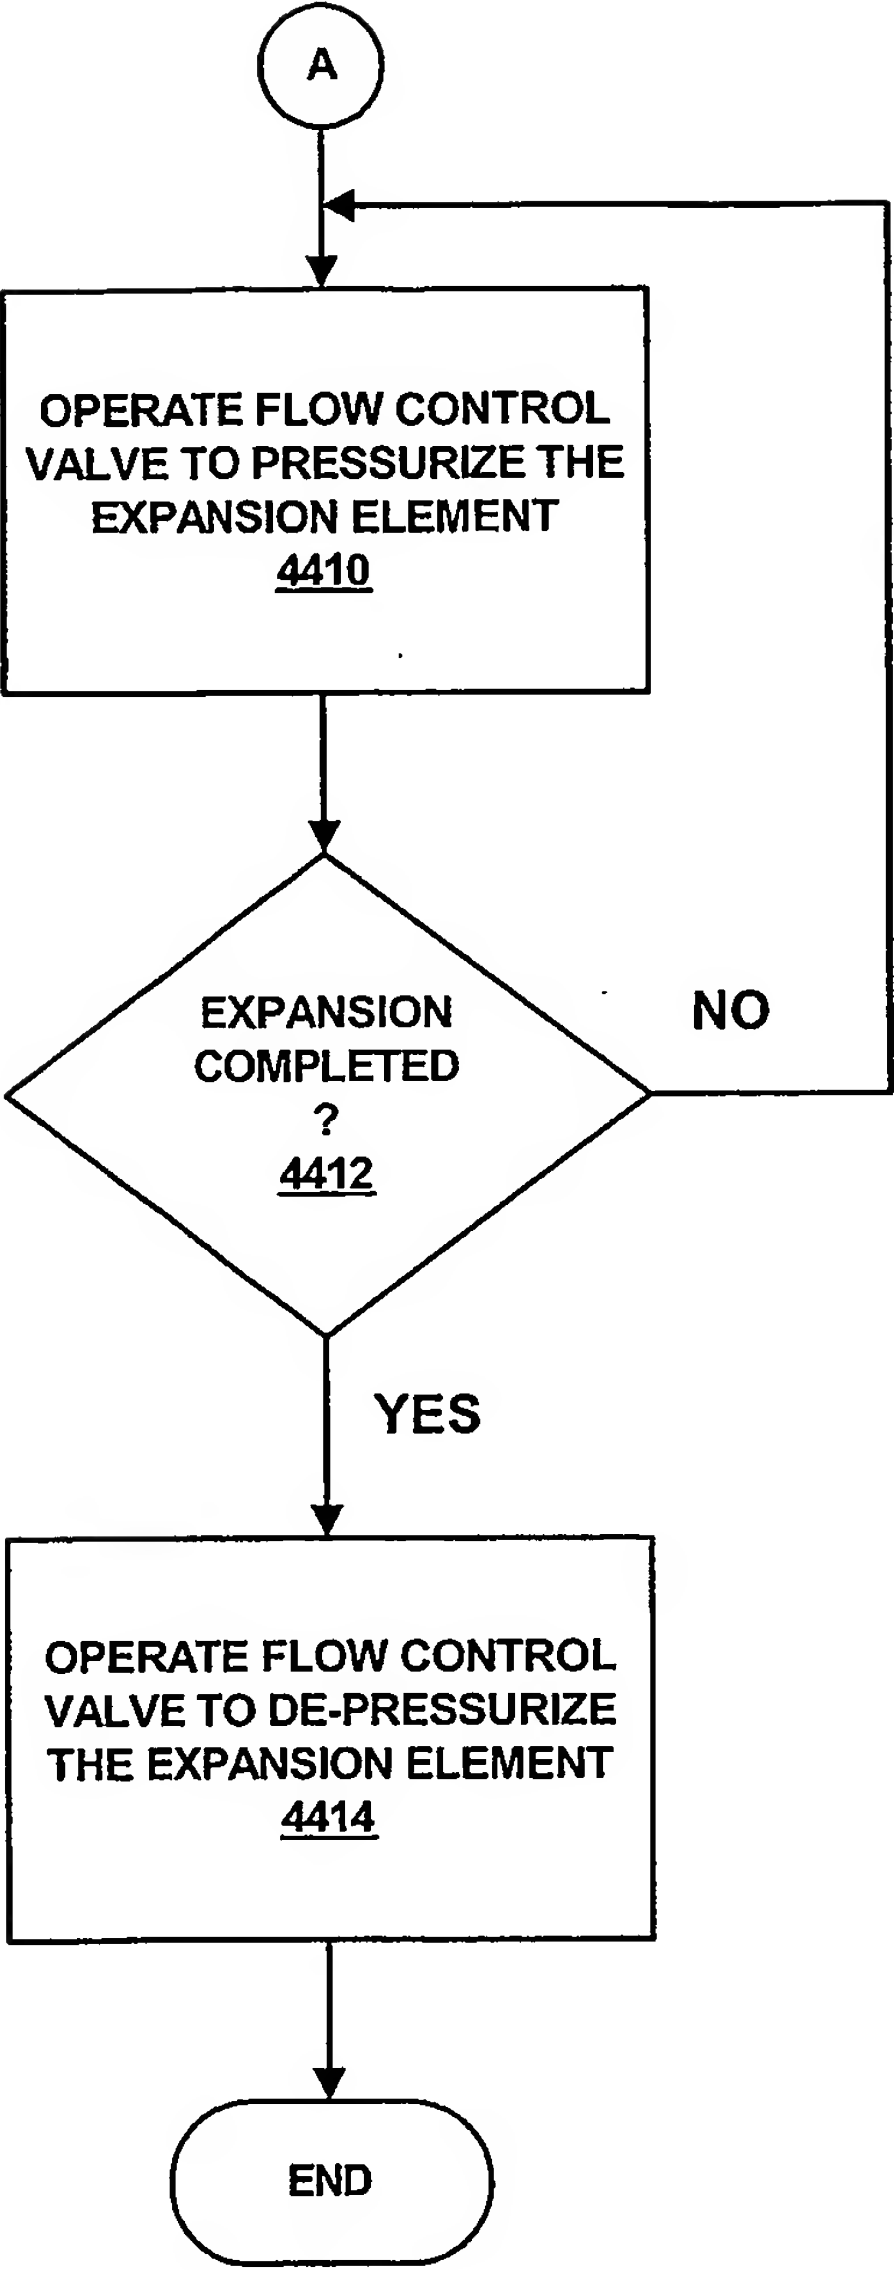 A
OPERATE FLOW CONTROL
VALVE TO PRESSURIZE THE
EXPANSION ELEMENT
4410
EXPANSION
COMPLETED
?
4412
NO
YES
OPERATE FLOW CONTROL
VALVE TO DE-PRESSURIZE
THE EXPANSION ELEMENT
4414
END